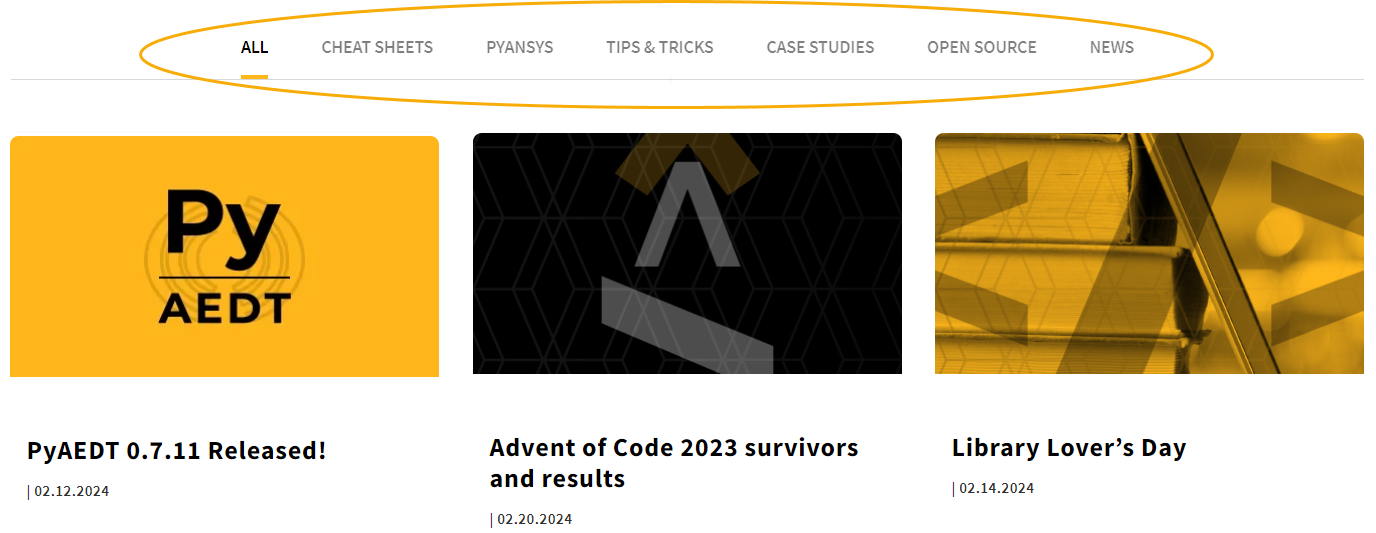 ALL CHEAT SHEETS PYANSYS TIPS & TRICKS CASE STUDIES OPEN SOURCE NEWS
Py
AEDT
PyAEDT 0.7.11 Released!
| 02.12.2024
Advent of Code 2023 survivors
and results
| 02.20.2024
Library Lover’s Day
| 02.14.2024